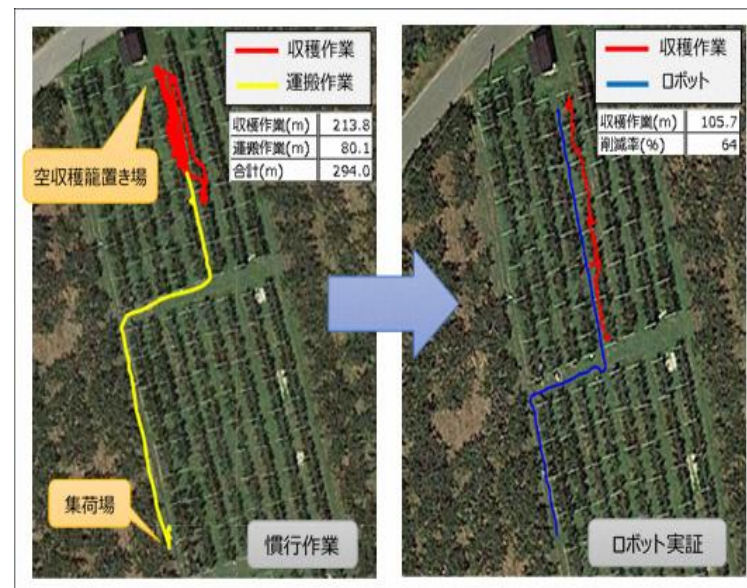 収穫作業
運搬作業
収穫作業(m) 213.8
運搬作業(m) 80.1
合計(m) 294.0
空収穫籠置き場
集荷場
慣行作業
収穫作業
ロボット
収穫作業(m) 105.7
削減率(%) 64
ロボット実証